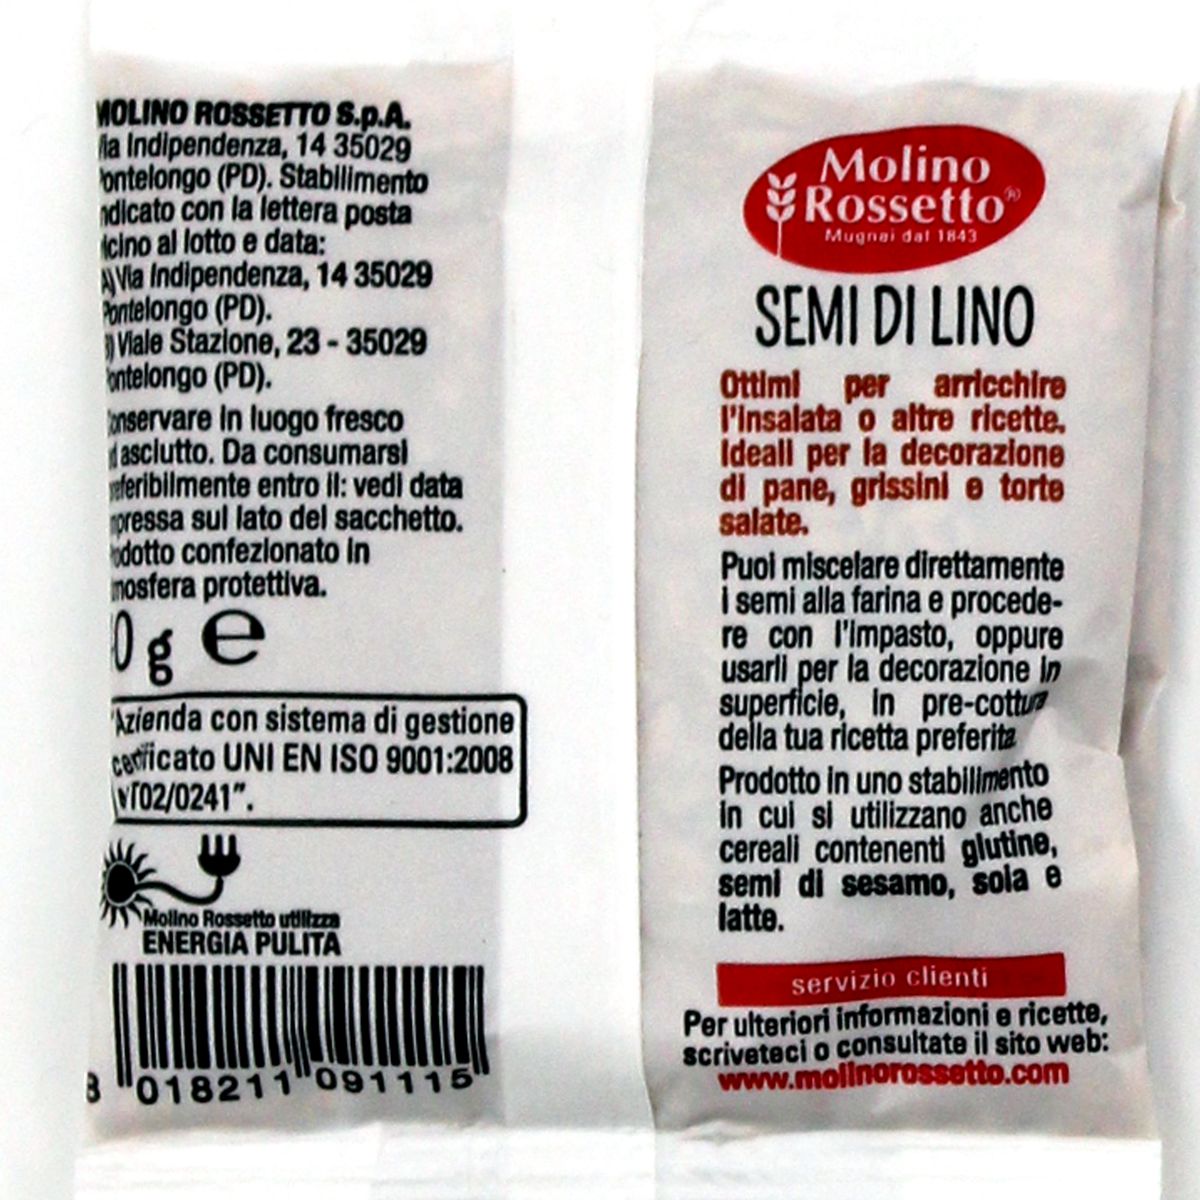 MOLINO ROSSETTO S.p.A.
Via Indipendenza, 14 35029
Pontelongo (PD). Stabilimento
indicato con la lettera posta
vicino al lotto e data:
A) Via Indipendenza, 14 35029
Pontelongo (PD).
) Viale Stazione, 23 - 35029
Pontelongo (PD).
Conservare in luogo fresco
ed asciutto. Da consumarsi
preferibilmente entro il: vedi data
impressa sul lato del sacchetto.
Prodotto confezionato in
atmosfera protettiva.
0 g e
"Azienda con sistema di gestione
certificato UNI EN ISO 9001:2008
02/0241".
Molino Rossetto utilizza
ENERGIA PULITA
8 018211 091115
Molino
Rossetto®
Mugnai dal 1843
SEMI DI LINO
Ottimi per arricchire
l'insalata o altre ricette.
Ideali per la decorazione
di pane, grissini e torte
salate.
Puoi miscelare direttamente
i semi alla farina e procede-
re con l'impasto, oppure
usarli per la decorazione in
superficie, in pre-cottura
della tua ricetta preferita
Prodotto in uno stabilimento
in cui si utilizzano anche
cereali contenenti glutine,
semi di sesamo, soia e
latte.
servizio clienti
Per ulteriori informazioni e ricette,
scriveteci o consultate il sito web:
www.molinorossetto.com